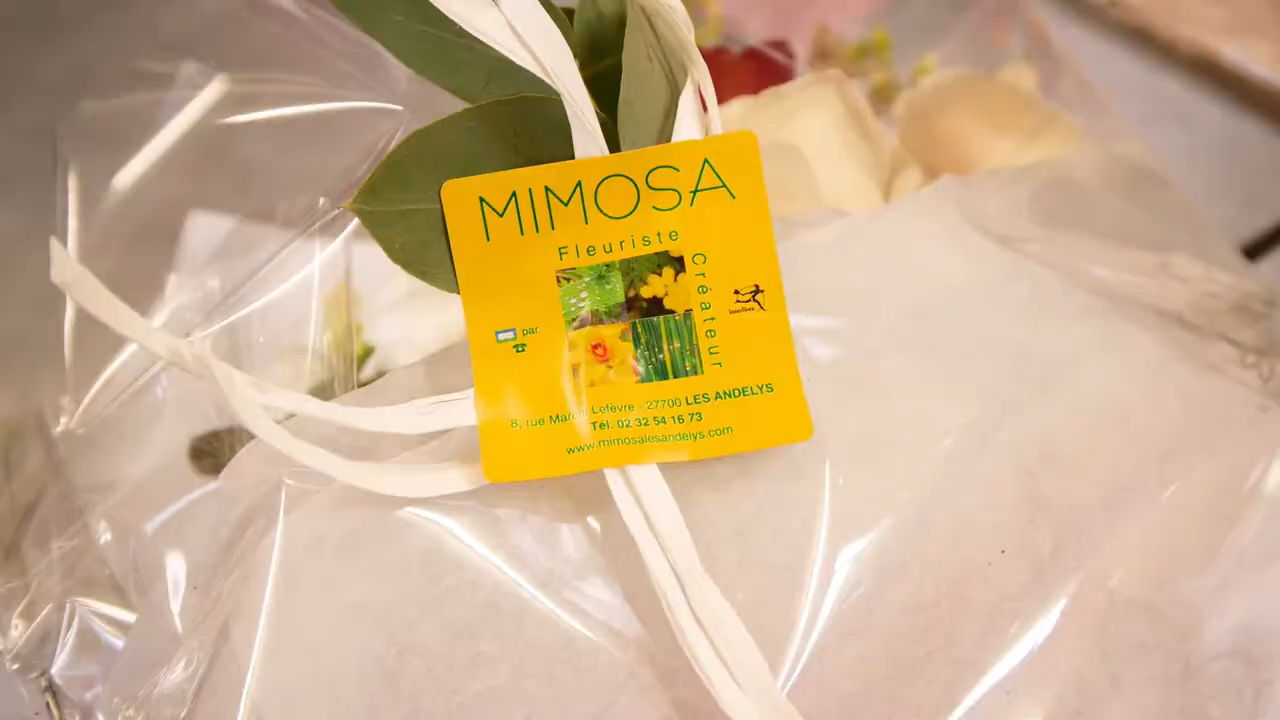 MIMOSA
Fleuriste
Créateur
par
Interflora
8, rue Marcel Lefèvre - 27700 LES ANDELYS
Tél. 02 32 54 16 73
www.mimosalesandelys.com